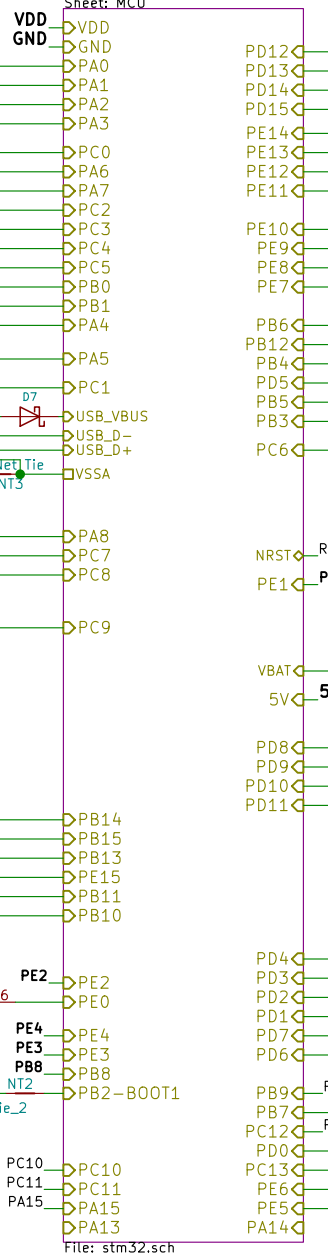 Sheet: MCU
VDD
GND
VDD
GND
PA0
PA1
PA2
PA3
PC0
PA6
PA7
PC2
PC3
PC4
PC5
PB0
PB1
PA4
PA5
PC1
D7
USB_VBUS
USB_D-
USB_D+
Net Tie
NT3
VSSA
PA8
PC7
PC8
PC9
PB14
PB15
PB13
PE15
PB11
PB10
PE2
PE2
6
PE0
PE4
PE4
PE3
PE3
PB8
PB8
NT2
PB2-BOOT1
ie_2
PC10
PC10
PC11
PC11
PA15
PA15
PA13
PD12
PD13
PD14
PD15
PE14
PE13
PE12
PE11
PE10
PE9
PE8
PE7
PB6
PB12
PB4
PD5
PB5
PB3
PC6
NRST
R
PE1
P
VBAT
5V
5
PD8
PD9
PD10
PD11
PD4
PD3
PD2
PD1
PD7
PD6
PB9
PB7
PC12
PD0
PC13
PE6
PE5
PA14
File: stm32.sch